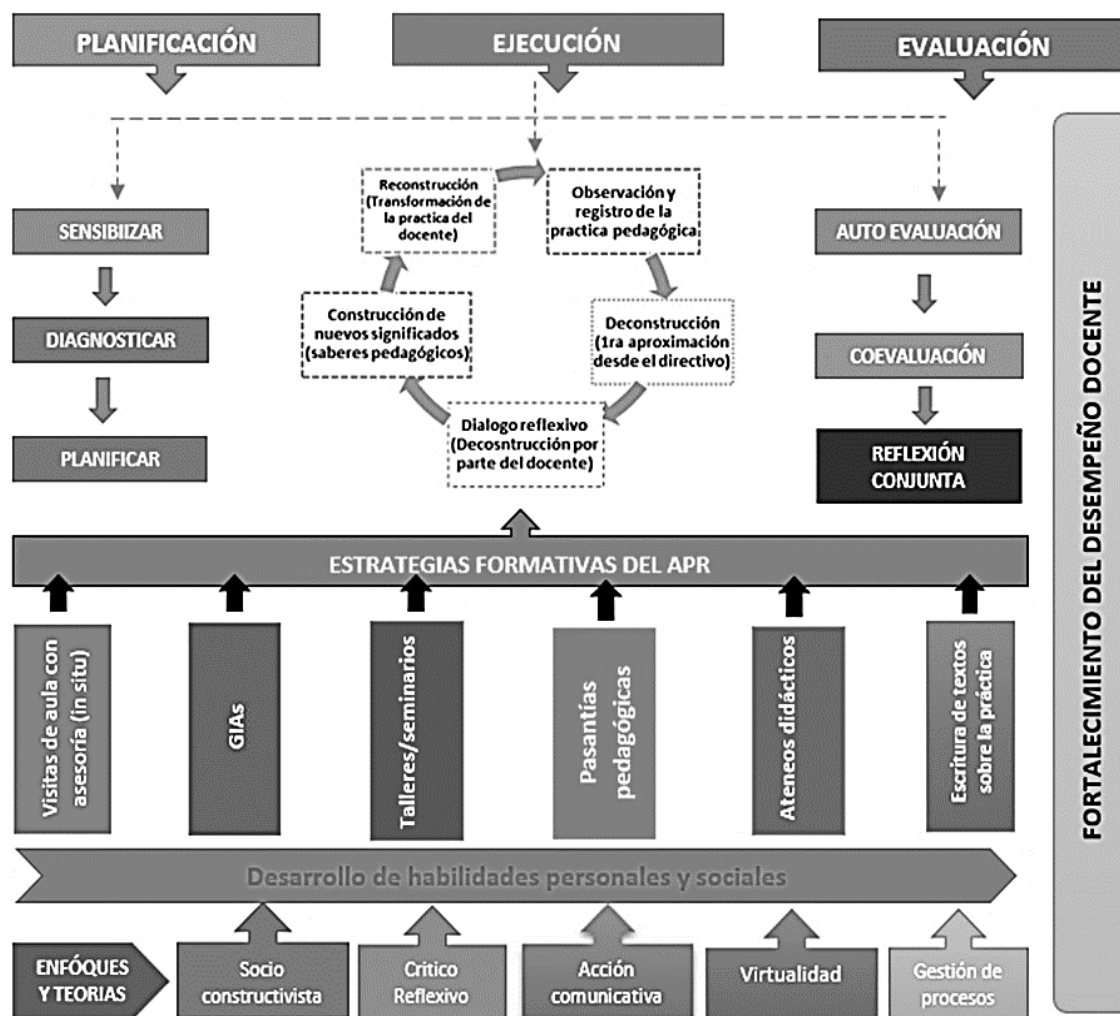 PLANIFICACIÓN
EJECUCIÓN
EVALUACIÓN
SENSIBIIZAR
DIAGNOSTICAR
PLANIFICAR
Reconstrucción
(Transformación de
la practica del
docente)
Observación y
registro de la
practica pedagógica
Construcción de
nuevos significados
(saberes pedagógicos)
Deconstrucción
(1ra aproximación
desde el directivo)
Dialogo reflexivo
(Decosntrucción por
parte del docente)
AUTO EVALUACIÓN
COEVALUACIÓN
REFLEXIÓN
CONJUNTA
ESTRATEGIAS FORMATIVAS DEL APR
Visitas de aula con
asesoría (in situ)
GIAs
Talleres/seminarios
Pasantías
pedagógicas
Ateneos didácticos
Escritura de textos
sobre la práctica
Desarrollo de habilidades personales y sociales
ENFÓQUES
Y TEORIAS
Socio
constructivista
Critico
Reflexivo
Acción
comunicativa
Virtualidad
Gestión de
procesos
FORTALECIMIENTO DEL DESEMPEÑO DOCENTE